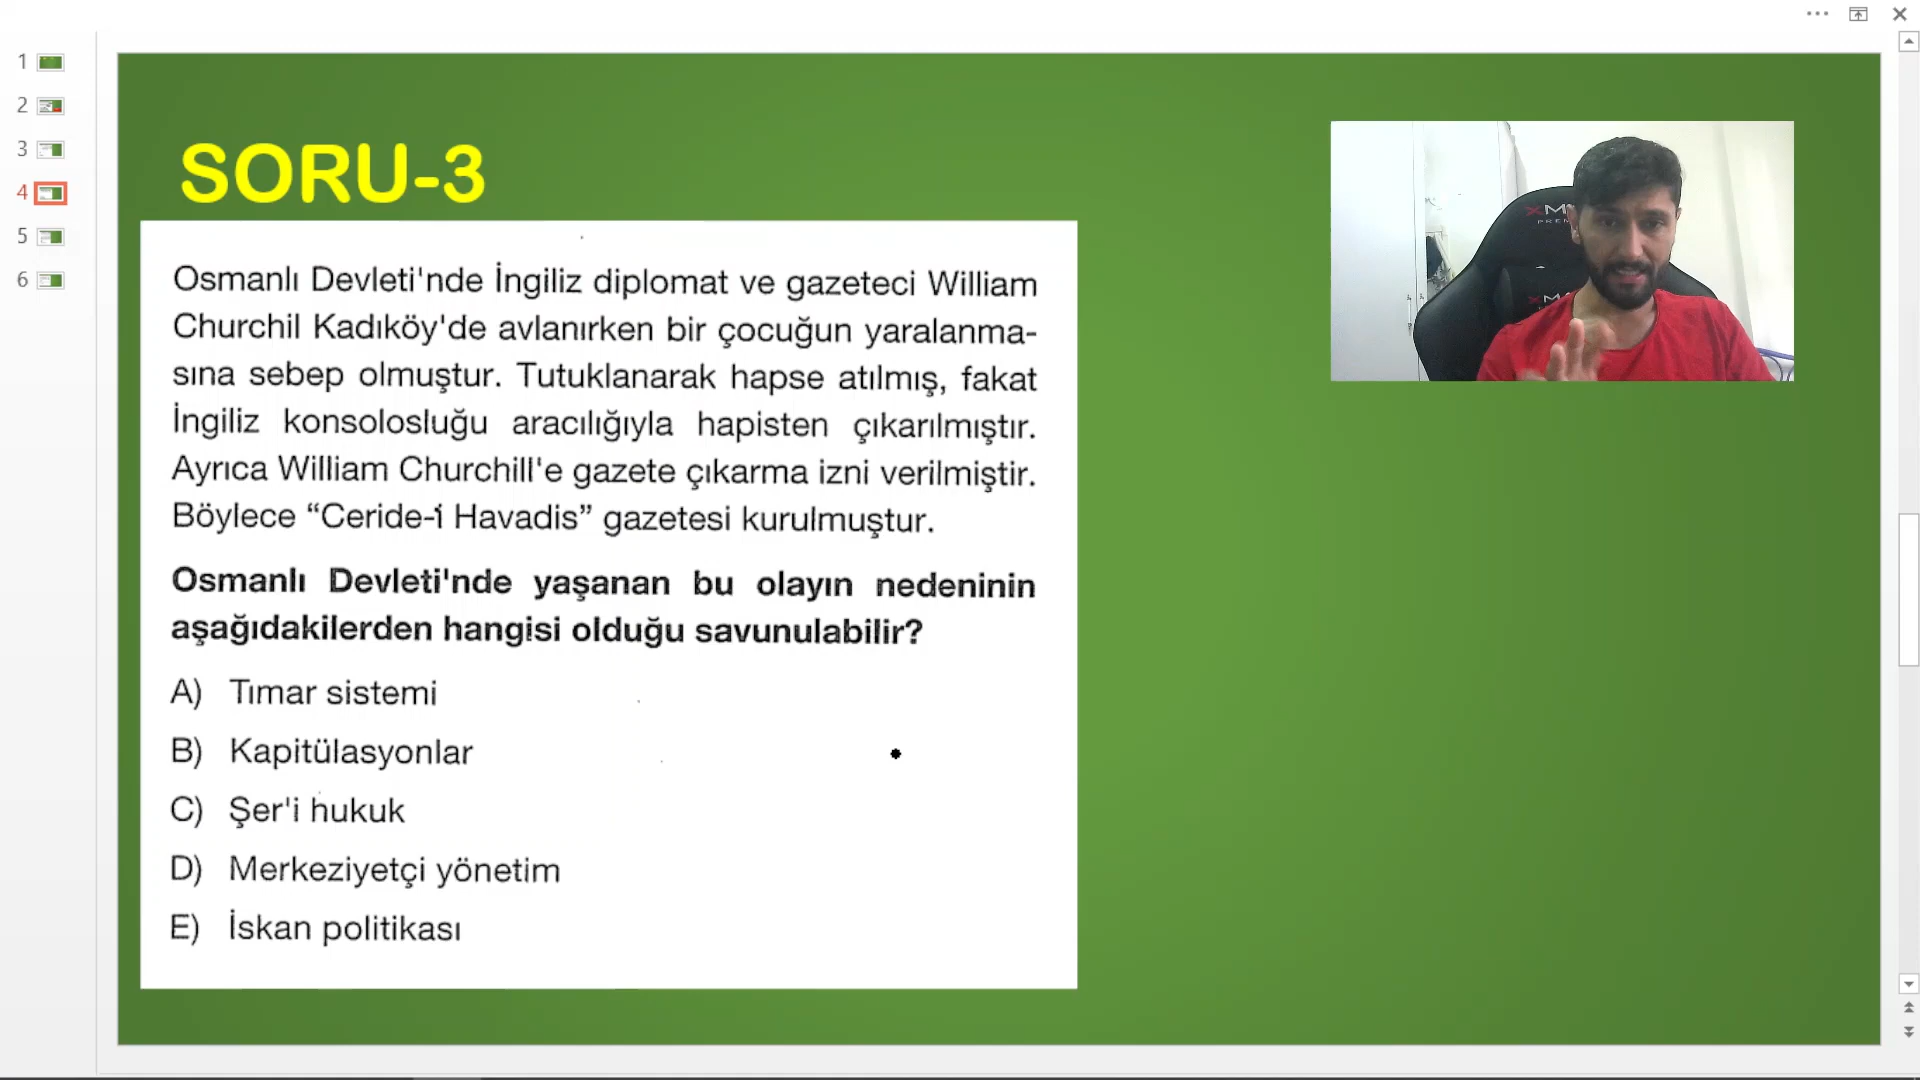 1
2
3
4
5
6
SORU-3
Osmanlı Devleti'nde İngiliz diplomat ve gazeteci William
Churchil Kadıköy'de avlanırken bir çocuğun yaralanma-
sına sebep olmuştur. Tutuklanarak hapse atılmış, fakat
İngiliz konsolosluğu aracılığıyla hapisten çıkarılmıştır.
Ayrıca William Churchill'e gazete çıkarma izni verilmiştir.
Böylece “Ceride-i Havadis” gazetesi kurulmuştur.
Osmanlı Devleti'nde yaşanan bu olayın nedeninin
aşağıdakilerden hangisi olduğu savunulabilir?
A) Tımar sistemi
B) Kapitülasyonlar
C) Şer'i hukuk
D) Merkeziyetçi yönetim
E) İskan politikası